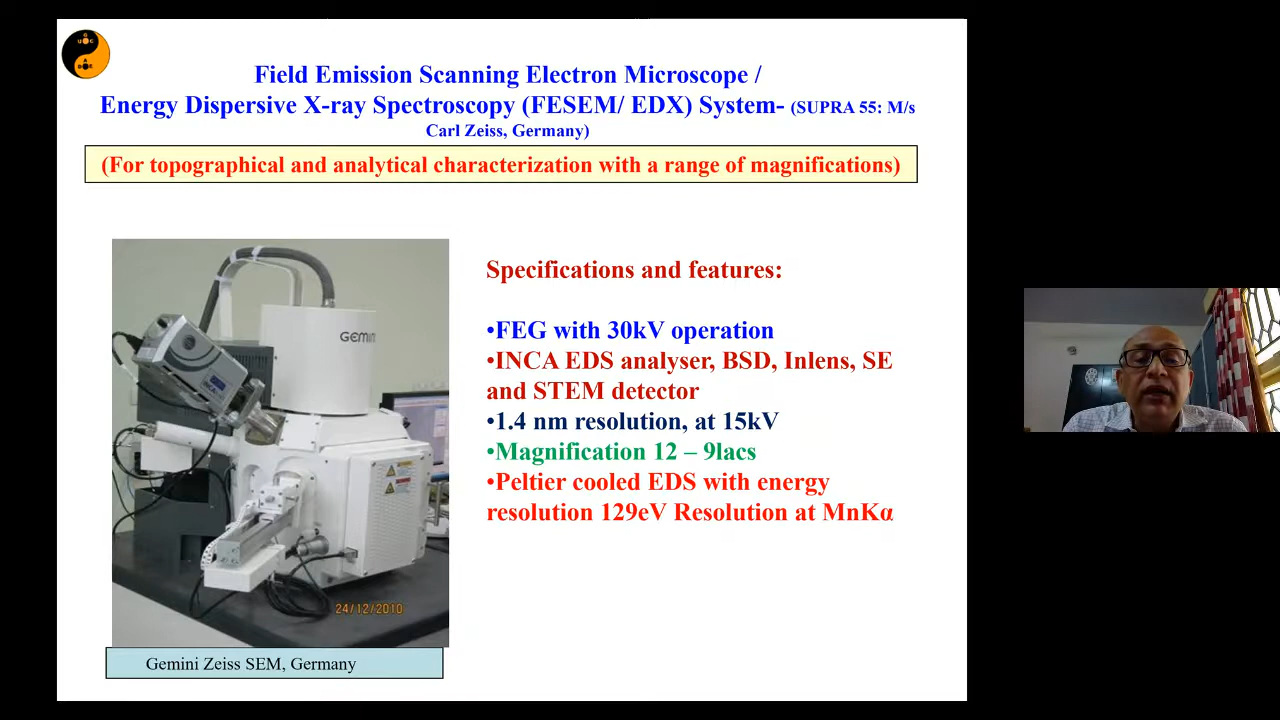 Field Emission Scanning Electron Microscope /
Energy Dispersive X-ray Spectroscopy (FESEM/ EDX) System- (SUPRA 55: M/s
Carl Zeiss, Germany)
(For topographical and analytical characterization with a range of magnifications)
Specifications and features:
•FEG with 30kV operation
•INCA EDS analyser, BSD, Inlens, SE
and STEM detector
•1.4 nm resolution, at 15kV
•Magnification 12 – 9lacs
•Peltier cooled EDS with energy
resolution 129eV Resolution at MnKα
GEMINI
24/12/2010
Gemini Zeiss SEM, Germany